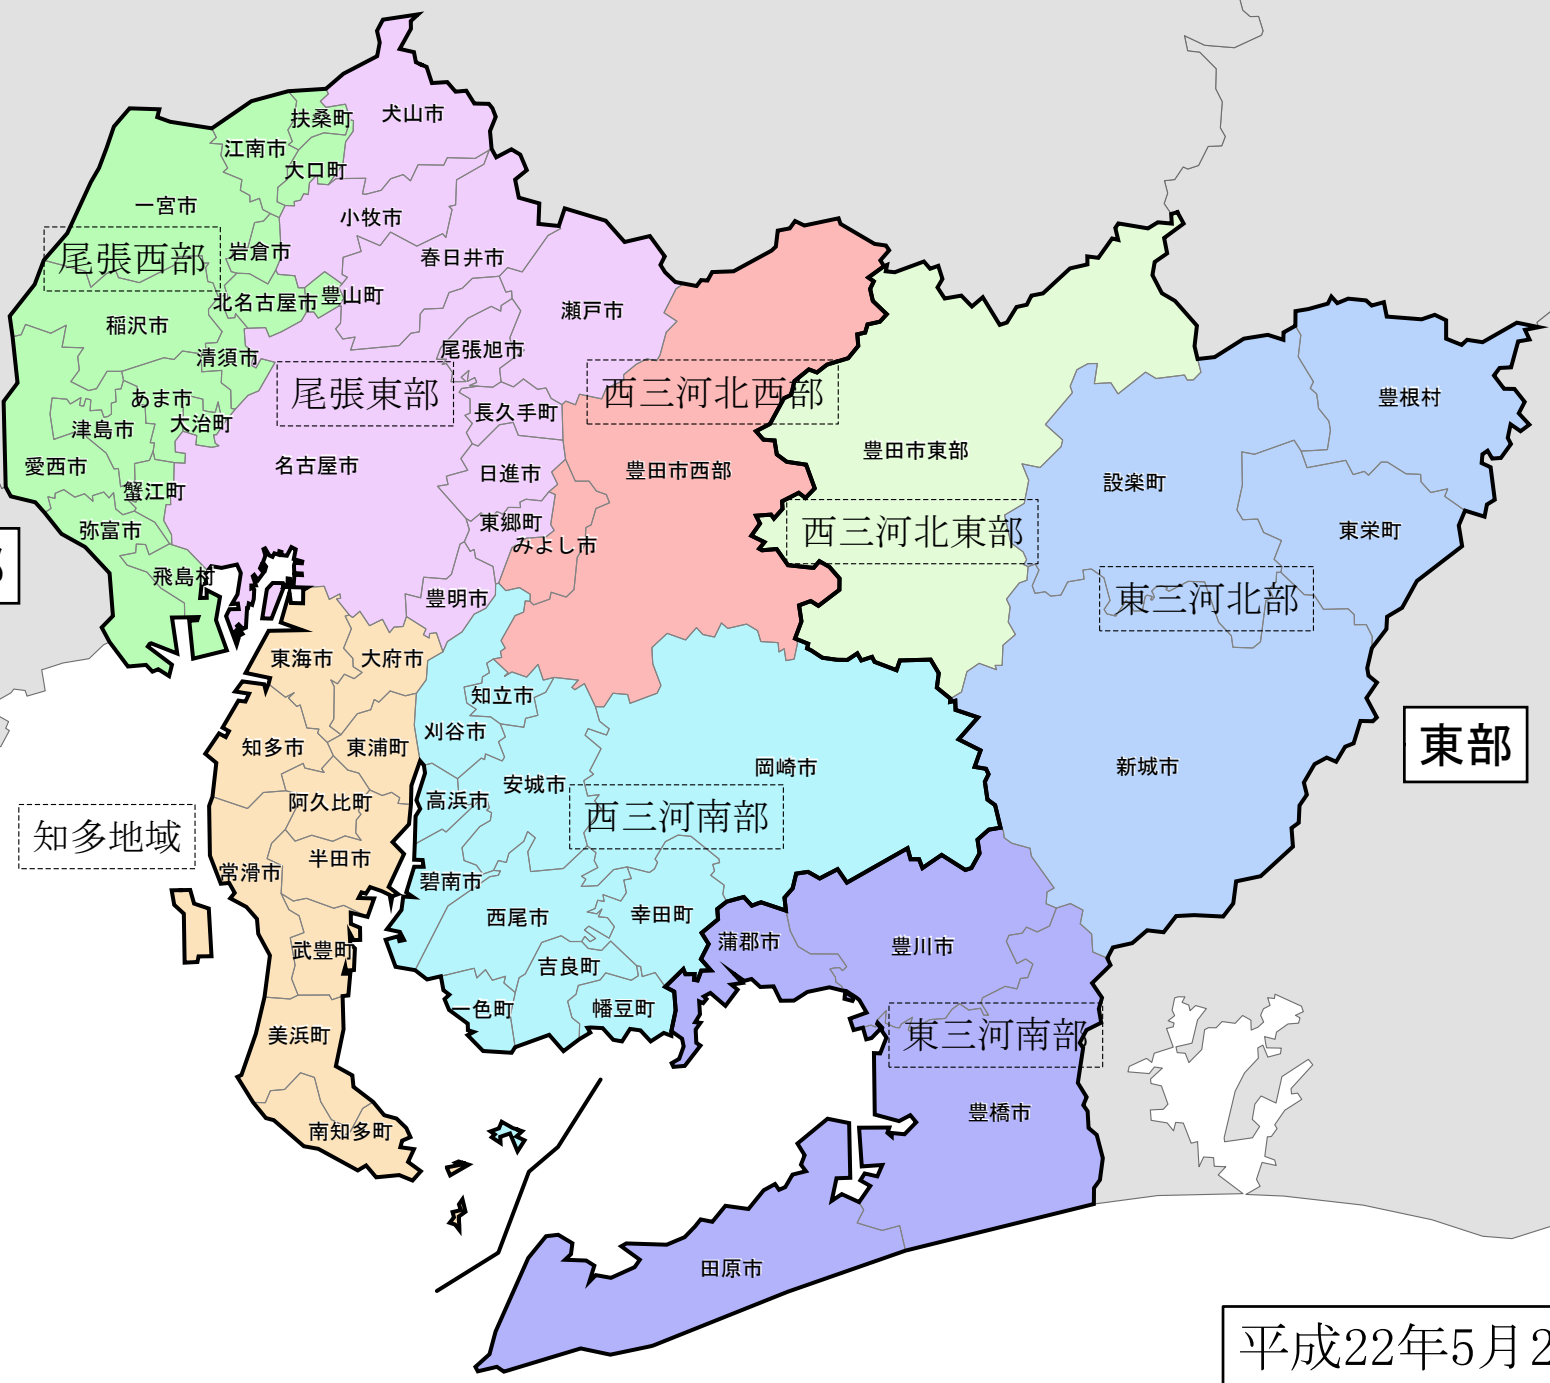 犬山市
扶桑町
江南市
大口町
一宮市
小牧市
尾張西部
岩倉市
春日井市
北名古屋市
豊山町
瀬戸市
稲沢市
清須市
尾張旭市
あま市
尾張東部
西三河北西部
長久手町
豊根村
津島市
大治町
愛西市
名古屋市
日進市
豊田市西部
豊田市東部
設楽町
蟹江町
弥富市
東郷町
みよし市
西三河北東部
東栄町
飛島村
豊明市
東三河北部
東海市
大府市
知立市
刈谷市
知多市
東浦町
東部
岡崎市
新城市
安城市
高浜市
阿久比町
西三河南部
知多地域
半田市
常滑市
碧南市
西尾市
幸田町
武豊町
蒲郡市
豊川市
吉良町
一色町
幡豆町
美浜町
東三河南部
豊橋市
南知多町
田原市
平成22年5月2